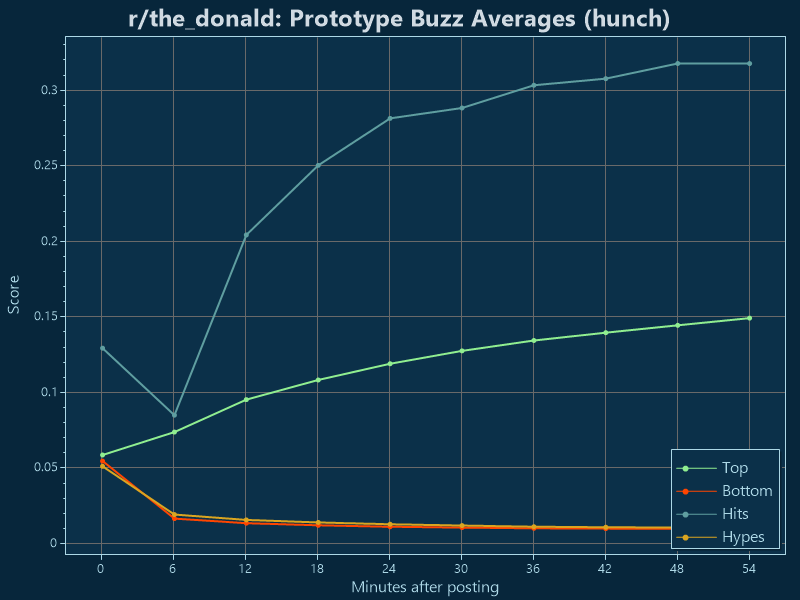 r/the_donald: Prototype Buzz Averages (hunch)
0.3
0.25
0.2
0.15
0.1
0.05
0
Score
0 6 12 18 24 30 36 42 48 54
Minutes after posting
Top
Bottom
Hits
Hypes